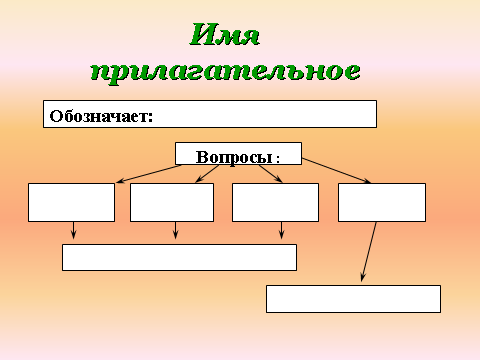 Имя
прилагательное
Обозначает:
Вопросы :